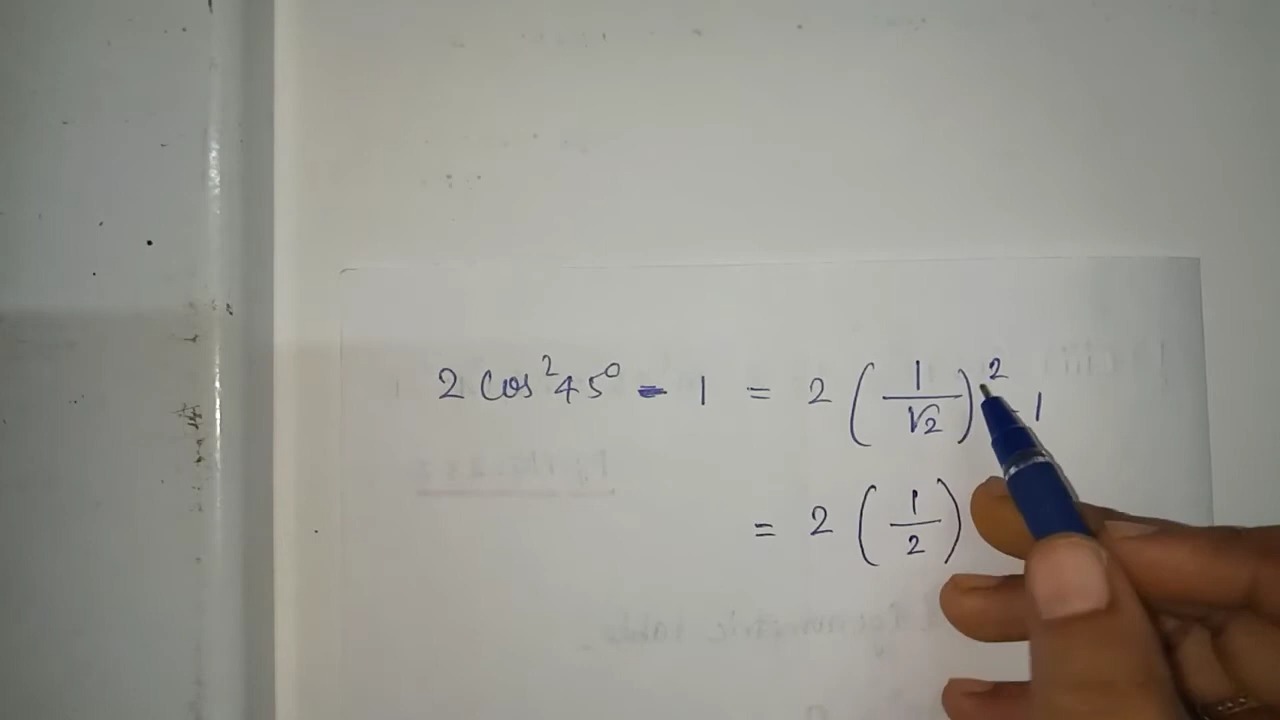 2 cos²45° - 1 = 2 (1/√2)² - 1
= 2 (1/2)